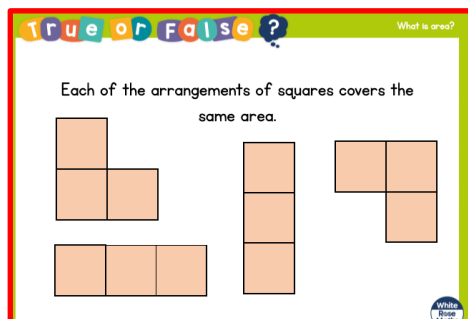 True or False ?
What is area?
Each of the arrangements of squares covers the
same area.
White
Rose